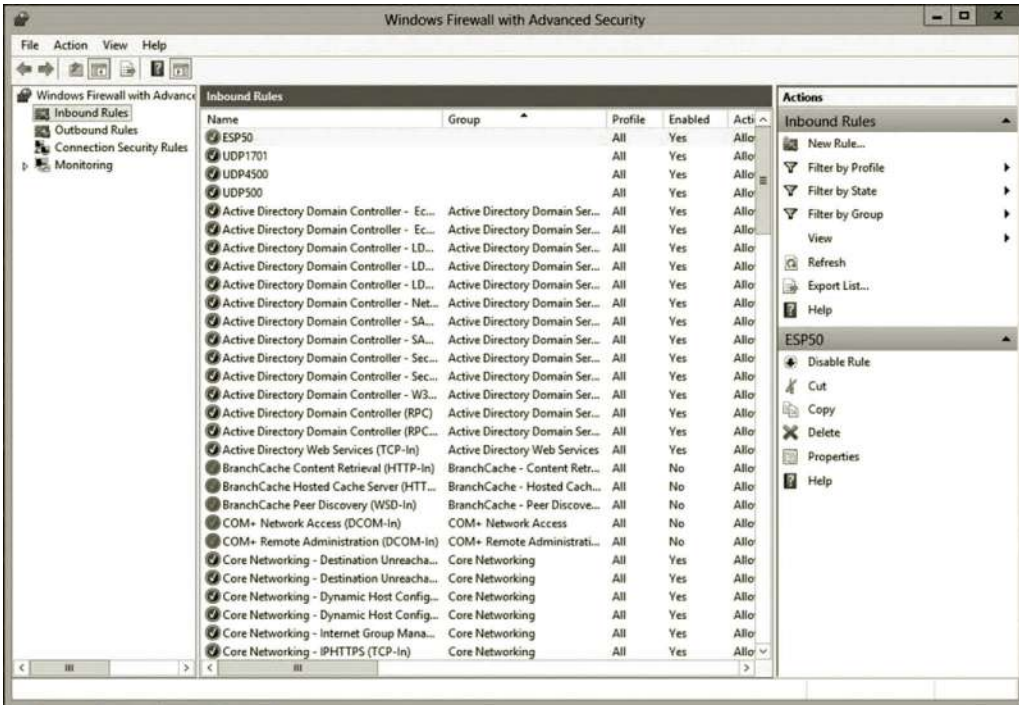 Windows Firewall with Advanced Security
File Action View Help
Windows Firewall with Advance
Inbound Rules
Outbound Rules
Connection Security Rules
Monitoring
Inbound Rules
Name Group Profile Enabled Acti
ESP50 All Yes Allo
UDP1701 All Yes Allo
UDP4500 All Yes Allo
UDP500 All Yes Allo
Active Directory Domain Controller - Ec... Active Directory Domain Ser... All Yes Allo
Active Directory Domain Controller - Ec... Active Directory Domain Ser... All Yes Allo
Active Directory Domain Controller - LD... Active Directory Domain Ser... All Yes Allo
Active Directory Domain Controller - LD... Active Directory Domain Ser... All Yes Allo
Active Directory Domain Controller - LD... Active Directory Domain Ser... All Yes Allo
Active Directory Domain Controller - Net... Active Directory Domain Ser... All Yes Allo
Active Directory Domain Controller - SA... Active Directory Domain Ser... All Yes Allo
Active Directory Domain Controller - SA... Active Directory Domain Ser... All Yes Allo
Active Directory Domain Controller - Sec... Active Directory Domain Ser... All Yes Allo
Active Directory Domain Controller - Sec... Active Directory Domain Ser... All Yes Allo
Active Directory Domain Controller - W3... Active Directory Domain Ser... All Yes Allo
Active Directory Domain Controller (RPC) Active Directory Domain Ser... All Yes Allo
Active Directory Domain Controller (RPC... Active Directory Domain Ser... All Yes Allo
Active Directory Web Services (TCP-In) Active Directory Web Services All Yes Allo
BranchCache Content Retrieval (HTTP-In) BranchCache - Content Retr... All No Allo
BranchCache Hosted Cache Server (HTT... BranchCache - Hosted Cach... All No Allo
BranchCache Peer Discovery (WSD-In) BranchCache - Peer Discove... All No Allo
COM+ Network Access (DCOM-In) COM+ Network Access All No Allo
COM+ Remote Administration (DCOM-In) COM+ Remote Administrati... All No Allo
Core Networking - Destination Unreacha... Core Networking All Yes Allo
Core Networking - Destination Unreacha... Core Networking All Yes Allo
Core Networking - Dynamic Host Config... Core Networking All Yes Allo
Core Networking - Dynamic Host Config... Core Networking All Yes Allo
Core Networking - Internet Group Mana... Core Networking All Yes Allo
Core Networking - IPHTTPS (TCP-In) Core Networking All Yes Allo
Actions
Inbound Rules
New Rule...
Filter by Profile
Filter by State
Filter by Group
View
Refresh
Export List...
Help
ESP50
Disable Rule
Cut
Copy
Delete
Properties
Help